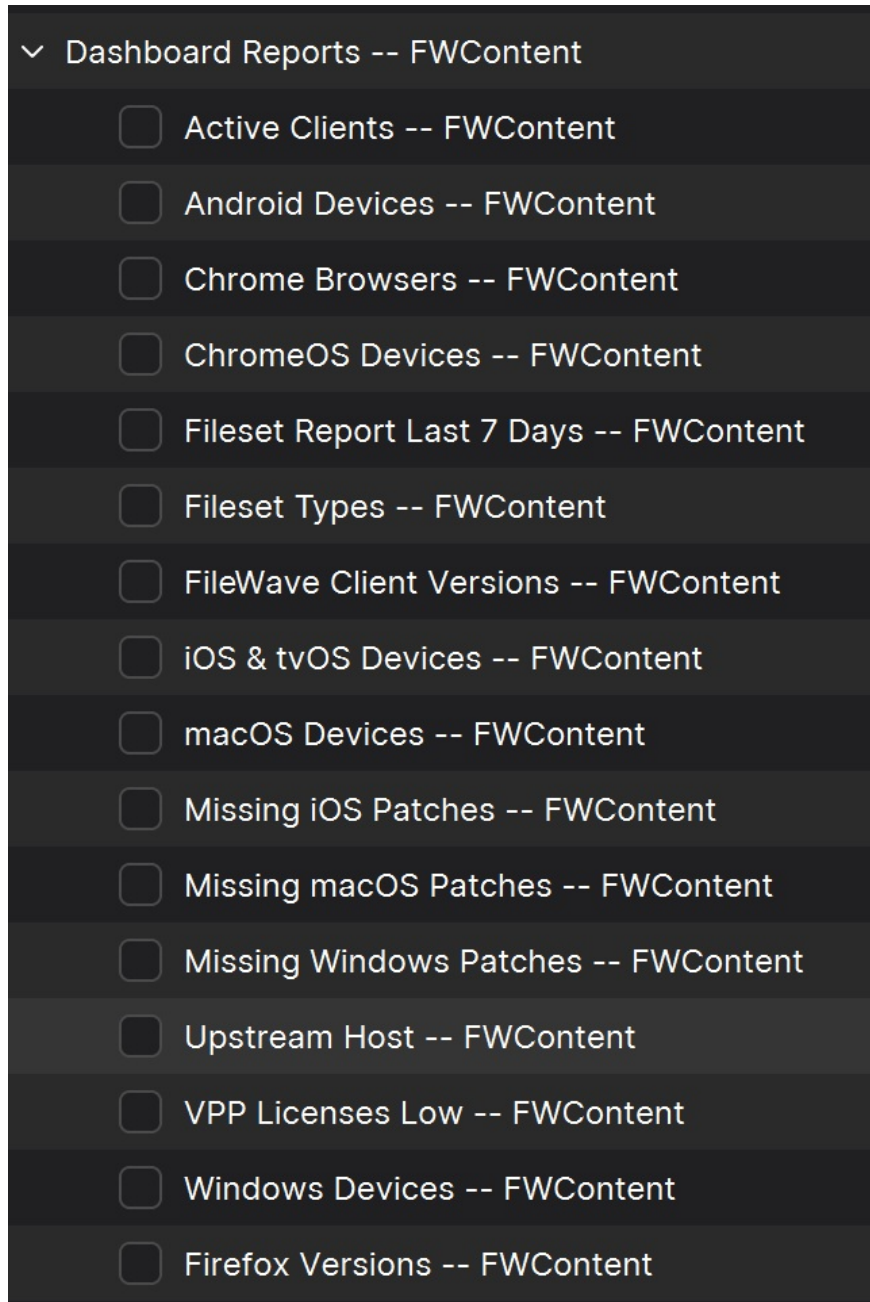 Dashboard Reports -- FWContent
Active Clients -- FWContent
Android Devices -- FWContent
Chrome Browsers -- FWContent
ChromeOS Devices -- FWContent
Fileset Report Last 7 Days -- FWContent
Fileset Types -- FWContent
FileWave Client Versions -- FWContent
iOS & tvOS Devices -- FWContent
macOS Devices -- FWContent
Missing iOS Patches -- FWContent
Missing macOS Patches -- FWContent
Missing Windows Patches -- FWContent
Upstream Host -- FWContent
VPP Licenses Low -- FWContent
Windows Devices -- FWContent
Firefox Versions -- FWContent